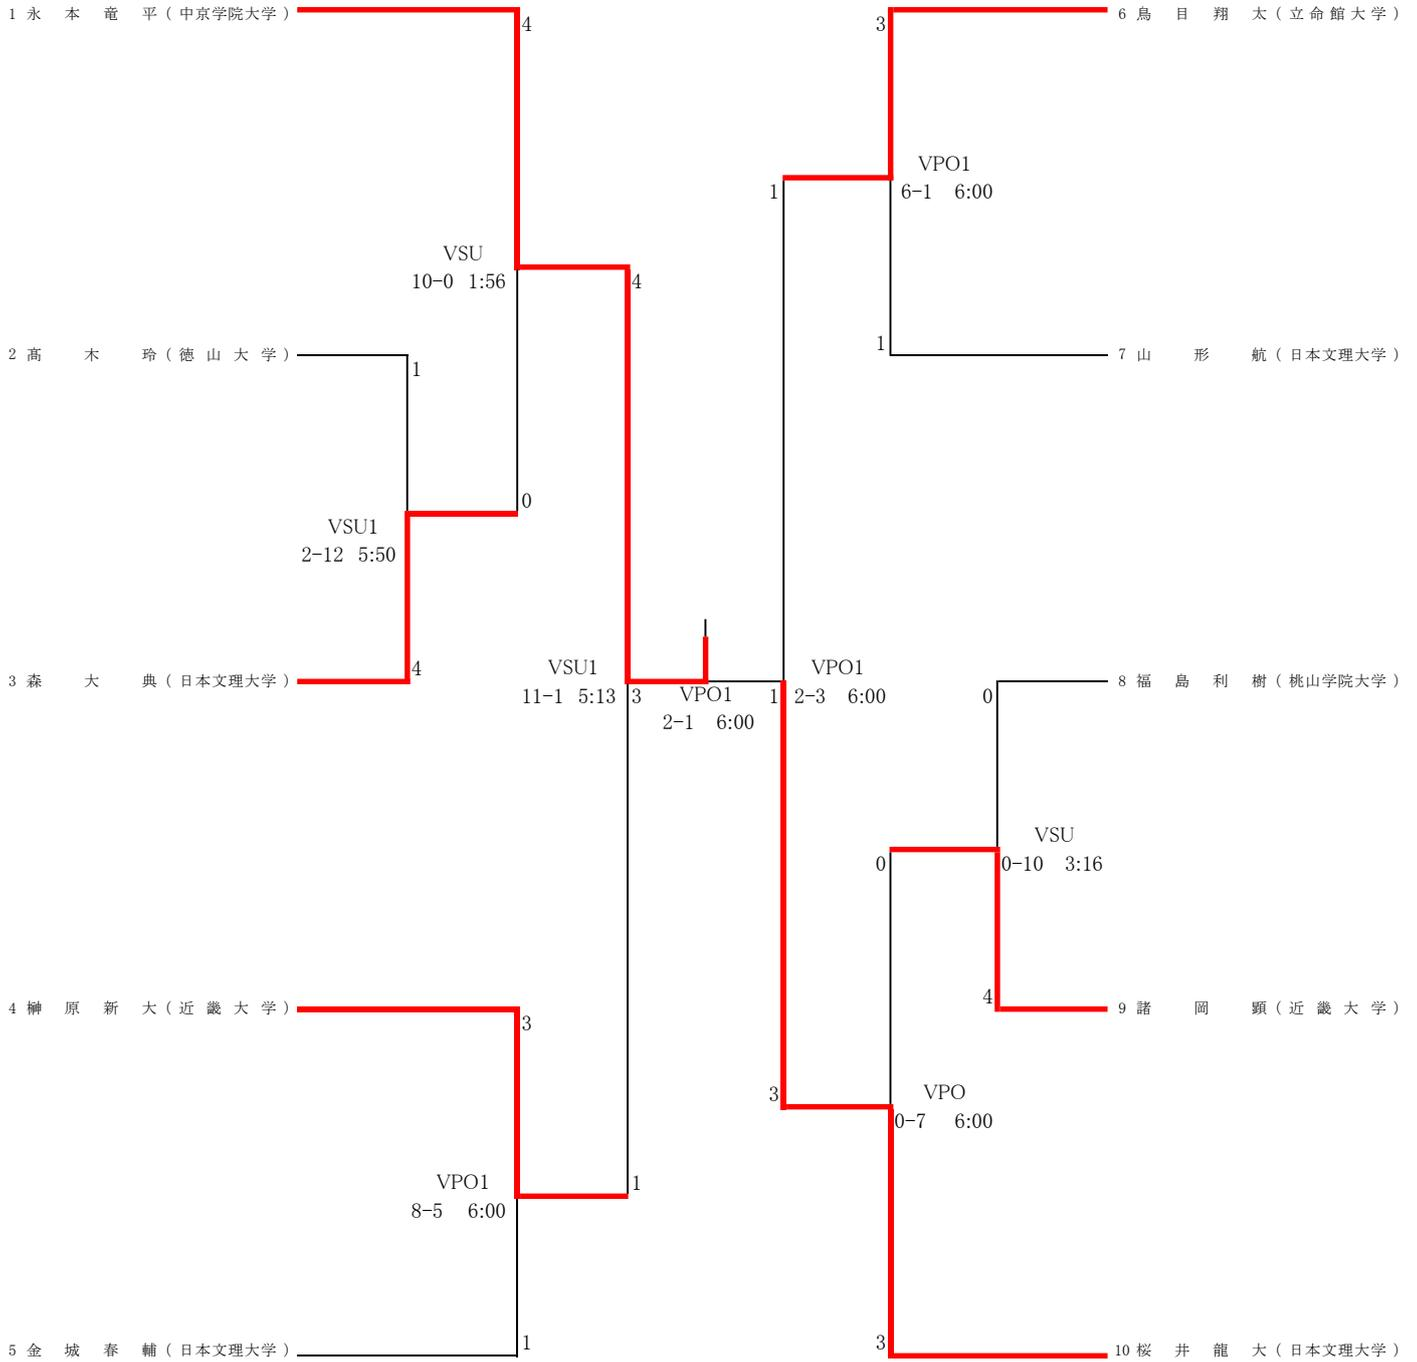 1 永本竜平(中京学院大学)
4
3
6 鳥目翔太(立命館大学)
VPO1
1
6-1 6:00
VSU
10-0 1:56
4
2 髙木玲(徳山大学)
1
1
7 山形航(日本文理大学)
0
VSU1
2-12 5:50
3 森大典(日本文理大学)
4
VSU1
11-1 5:13
3
VPO1
2-1 6:00
1
VPO1
2-3 6:00
0
8 福島利樹(桃山学院大学)
VSU
0
0-10 3:16
4 榊原新大(近畿大学)
3
4
9 諸岡顕(近畿大学)
3
VPO
0-7 6:00
VPO1
8-5 6:00
1
5 金城春輔(日本文理大学)
1
3
10 桜井龍大(日本文理大学)